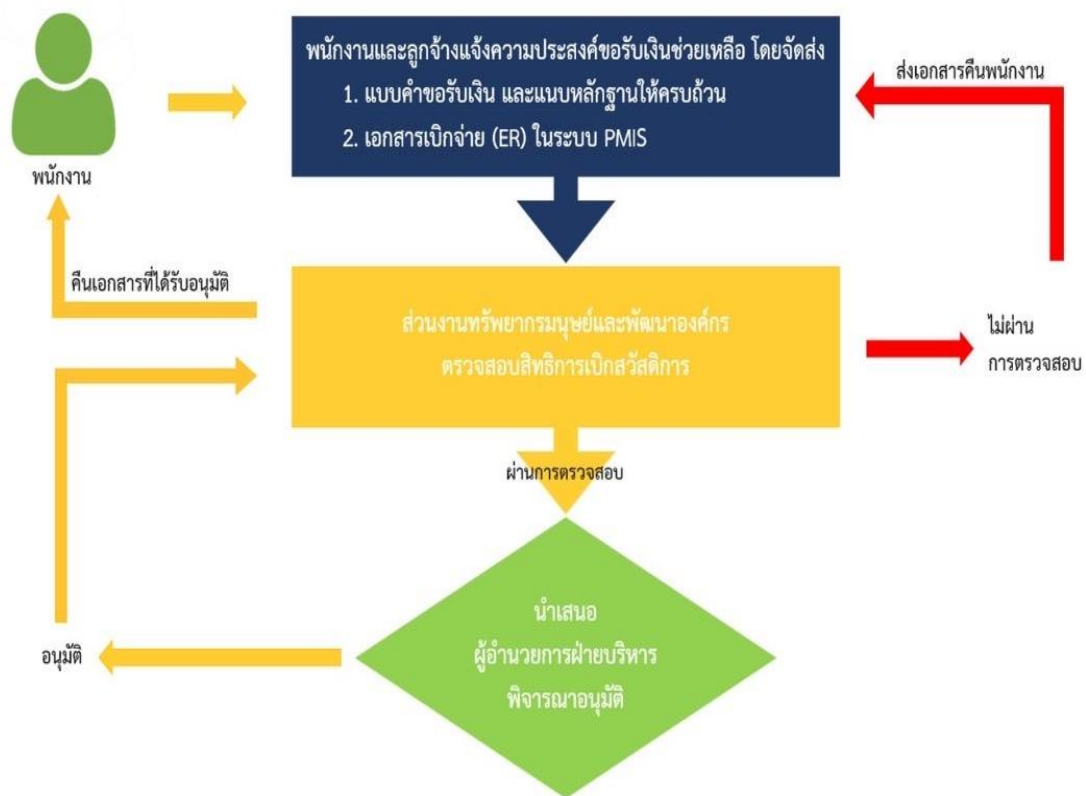 พนักงานและลูกจ้างแจ้งความประสงค์ขอรับเงินช่วยเหลือ โดยจัดส่ง
1. แบบคำขอรับเงิน และแนบหลักฐานให้ครบถ้วน
2. เอกสารเบิกจ่าย (ER) ในระบบ PMIS
ส่งเอกสารคืนพนักงาน
พนักงาน
คืนเอกสารที่ได้รับอนุมัติ
ส่วนงานทรัพยากรมนุษย์และพัฒนาองค์กร
ตรวจสอบสิทธิการเบิกสวัสดิการ
ไม่ผ่าน
การตรวจสอบ
ผ่านการตรวจสอบ
นำเสนอ
ผู้อำนวยการฝ่ายบริหาร
พิจารณาอนุมัติ
อนุมัติ